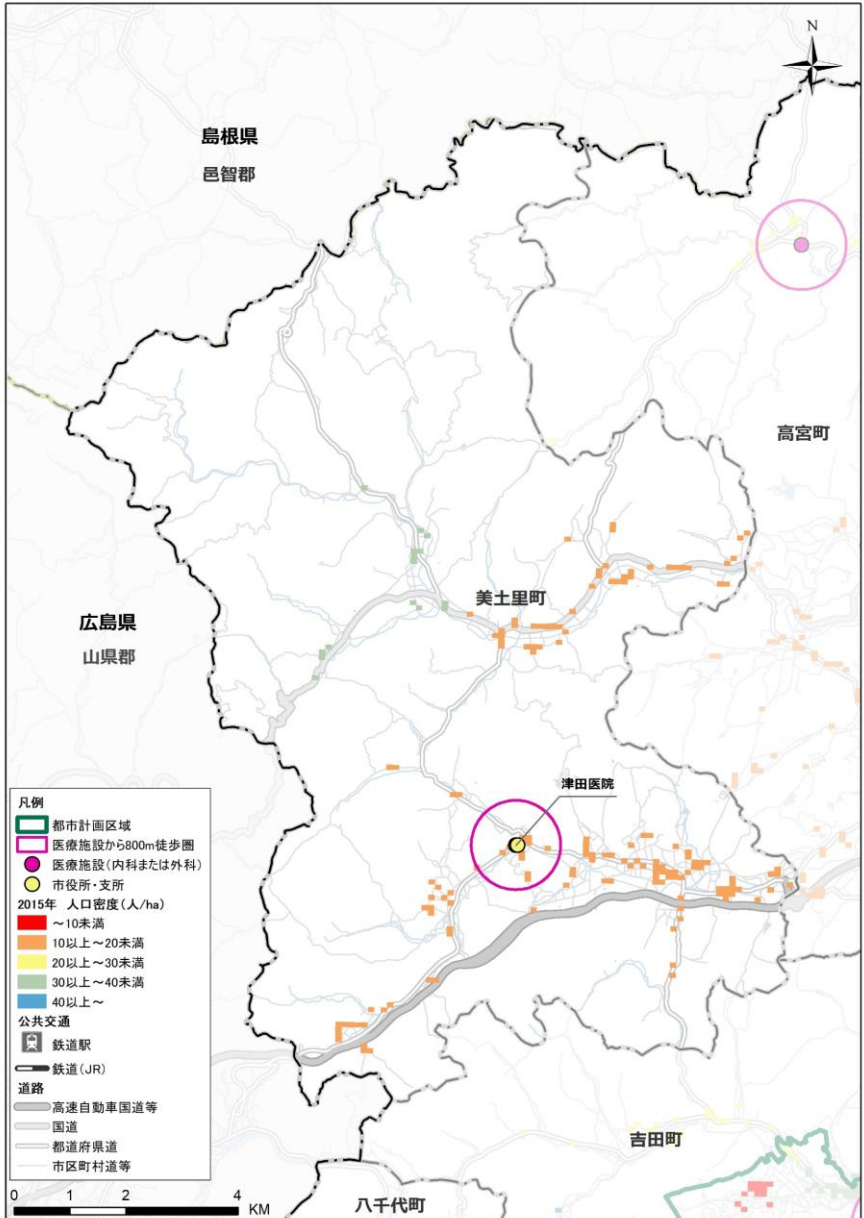 N
島根県
邑智郡
高宮町
美土里町
広島県
山県郡
津田医院
凡例
都市計画区域
医療施設から800m徒歩圏
医療施設(内科または外科)
市役所・支所
2015年 人口密度(人/ha)
～10未満
10以上～20未満
20以上～30未満
30以上～40未満
40以上～
公共交通
鉄道駅
鉄道(JR)
道路
高速自動車国道等
国道
都道府県道
市区町村道等
吉田町
八千代町
0 1 2 4 KM